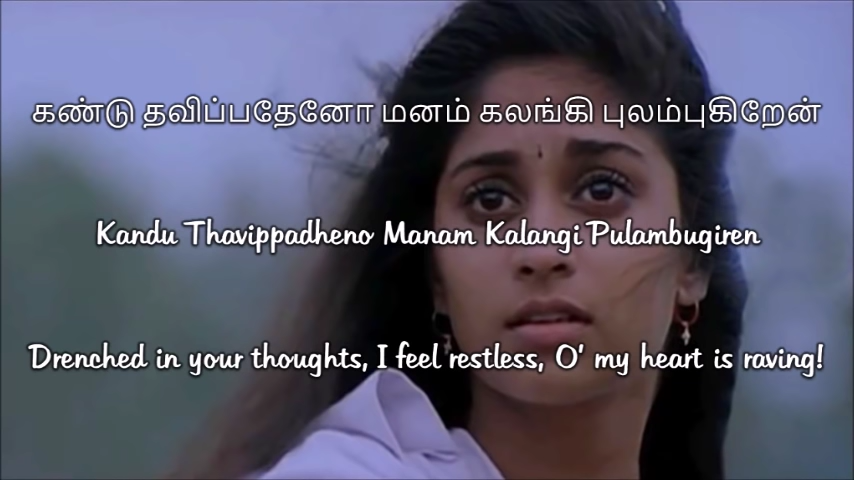 கண்டு தவிப்பதேனோ மனம் கலங்கி புலம்புகிறேன்
Kandu Thavippadheno Manam Kalangi Pulambugiren
Drenched in your thoughts, I feel restless, O' my heart is raving!